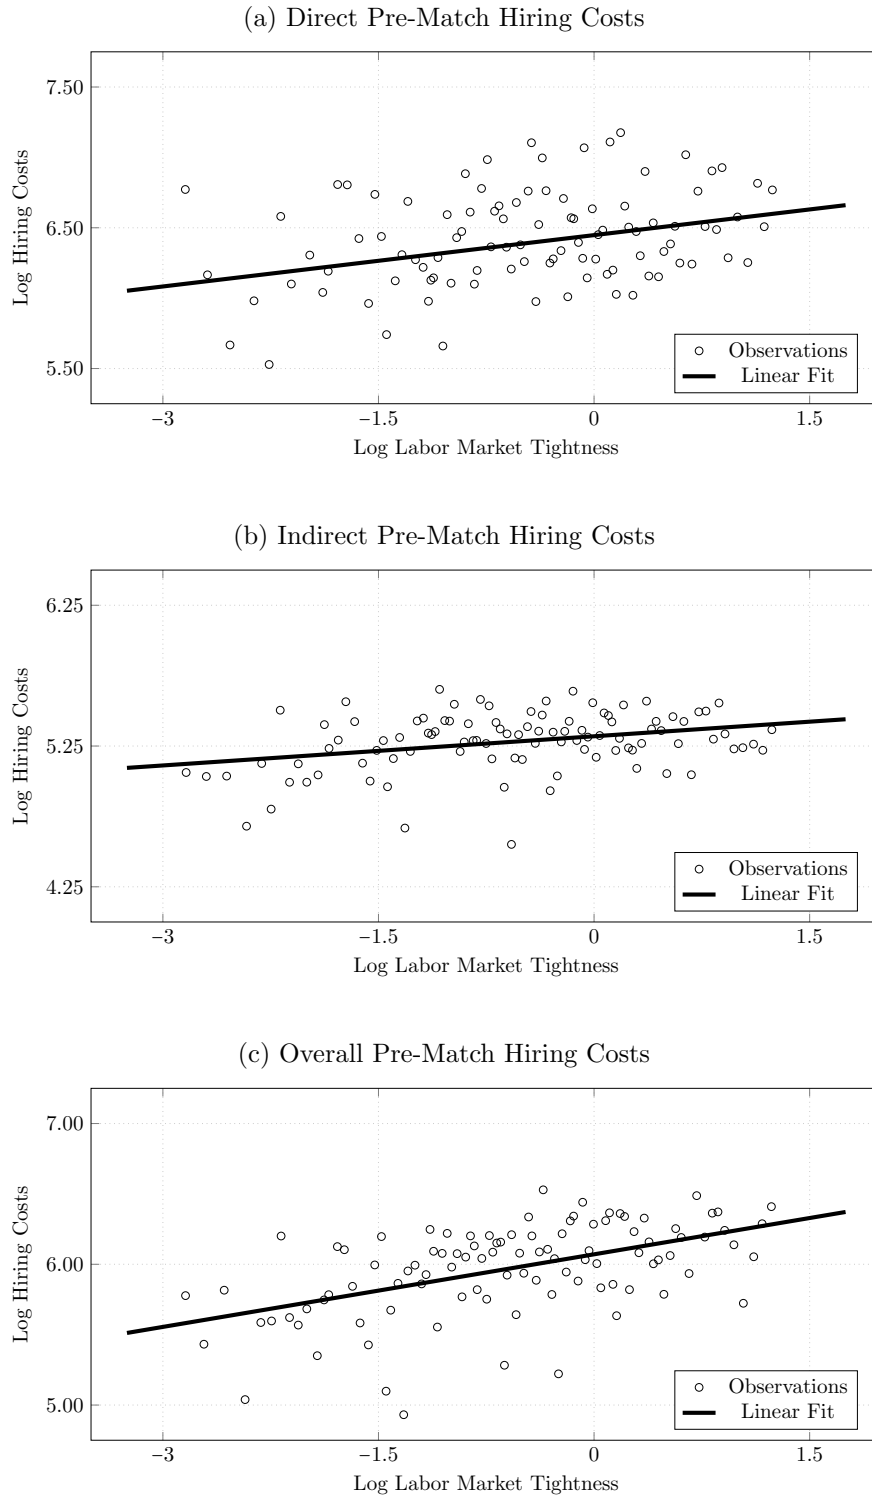 (a) Direct Pre-Match Hiring Costs
7.50
6.50
5.50
Log Hiring Costs
Observations
Linear Fit
−3
−1.5
0
1.5
Log Labor Market Tightness
(b) Indirect Pre-Match Hiring Costs
6.25
5.25
4.25
Log Hiring Costs
Observations
Linear Fit
−3
−1.5
0
1.5
Log Labor Market Tightness
(c) Overall Pre-Match Hiring Costs
7.00
6.00
5.00
Log Hiring Costs
Observations
Linear Fit
−3
−1.5
0
1.5
Log Labor Market Tightness